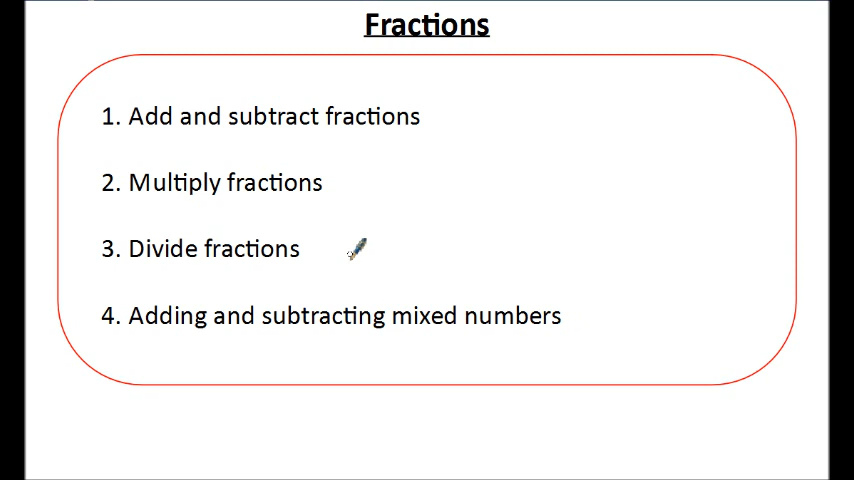 Fractions
1. Add and subtract fractions
2. Multiply fractions
3. Divide fractions
4. Adding and subtracting mixed numbers